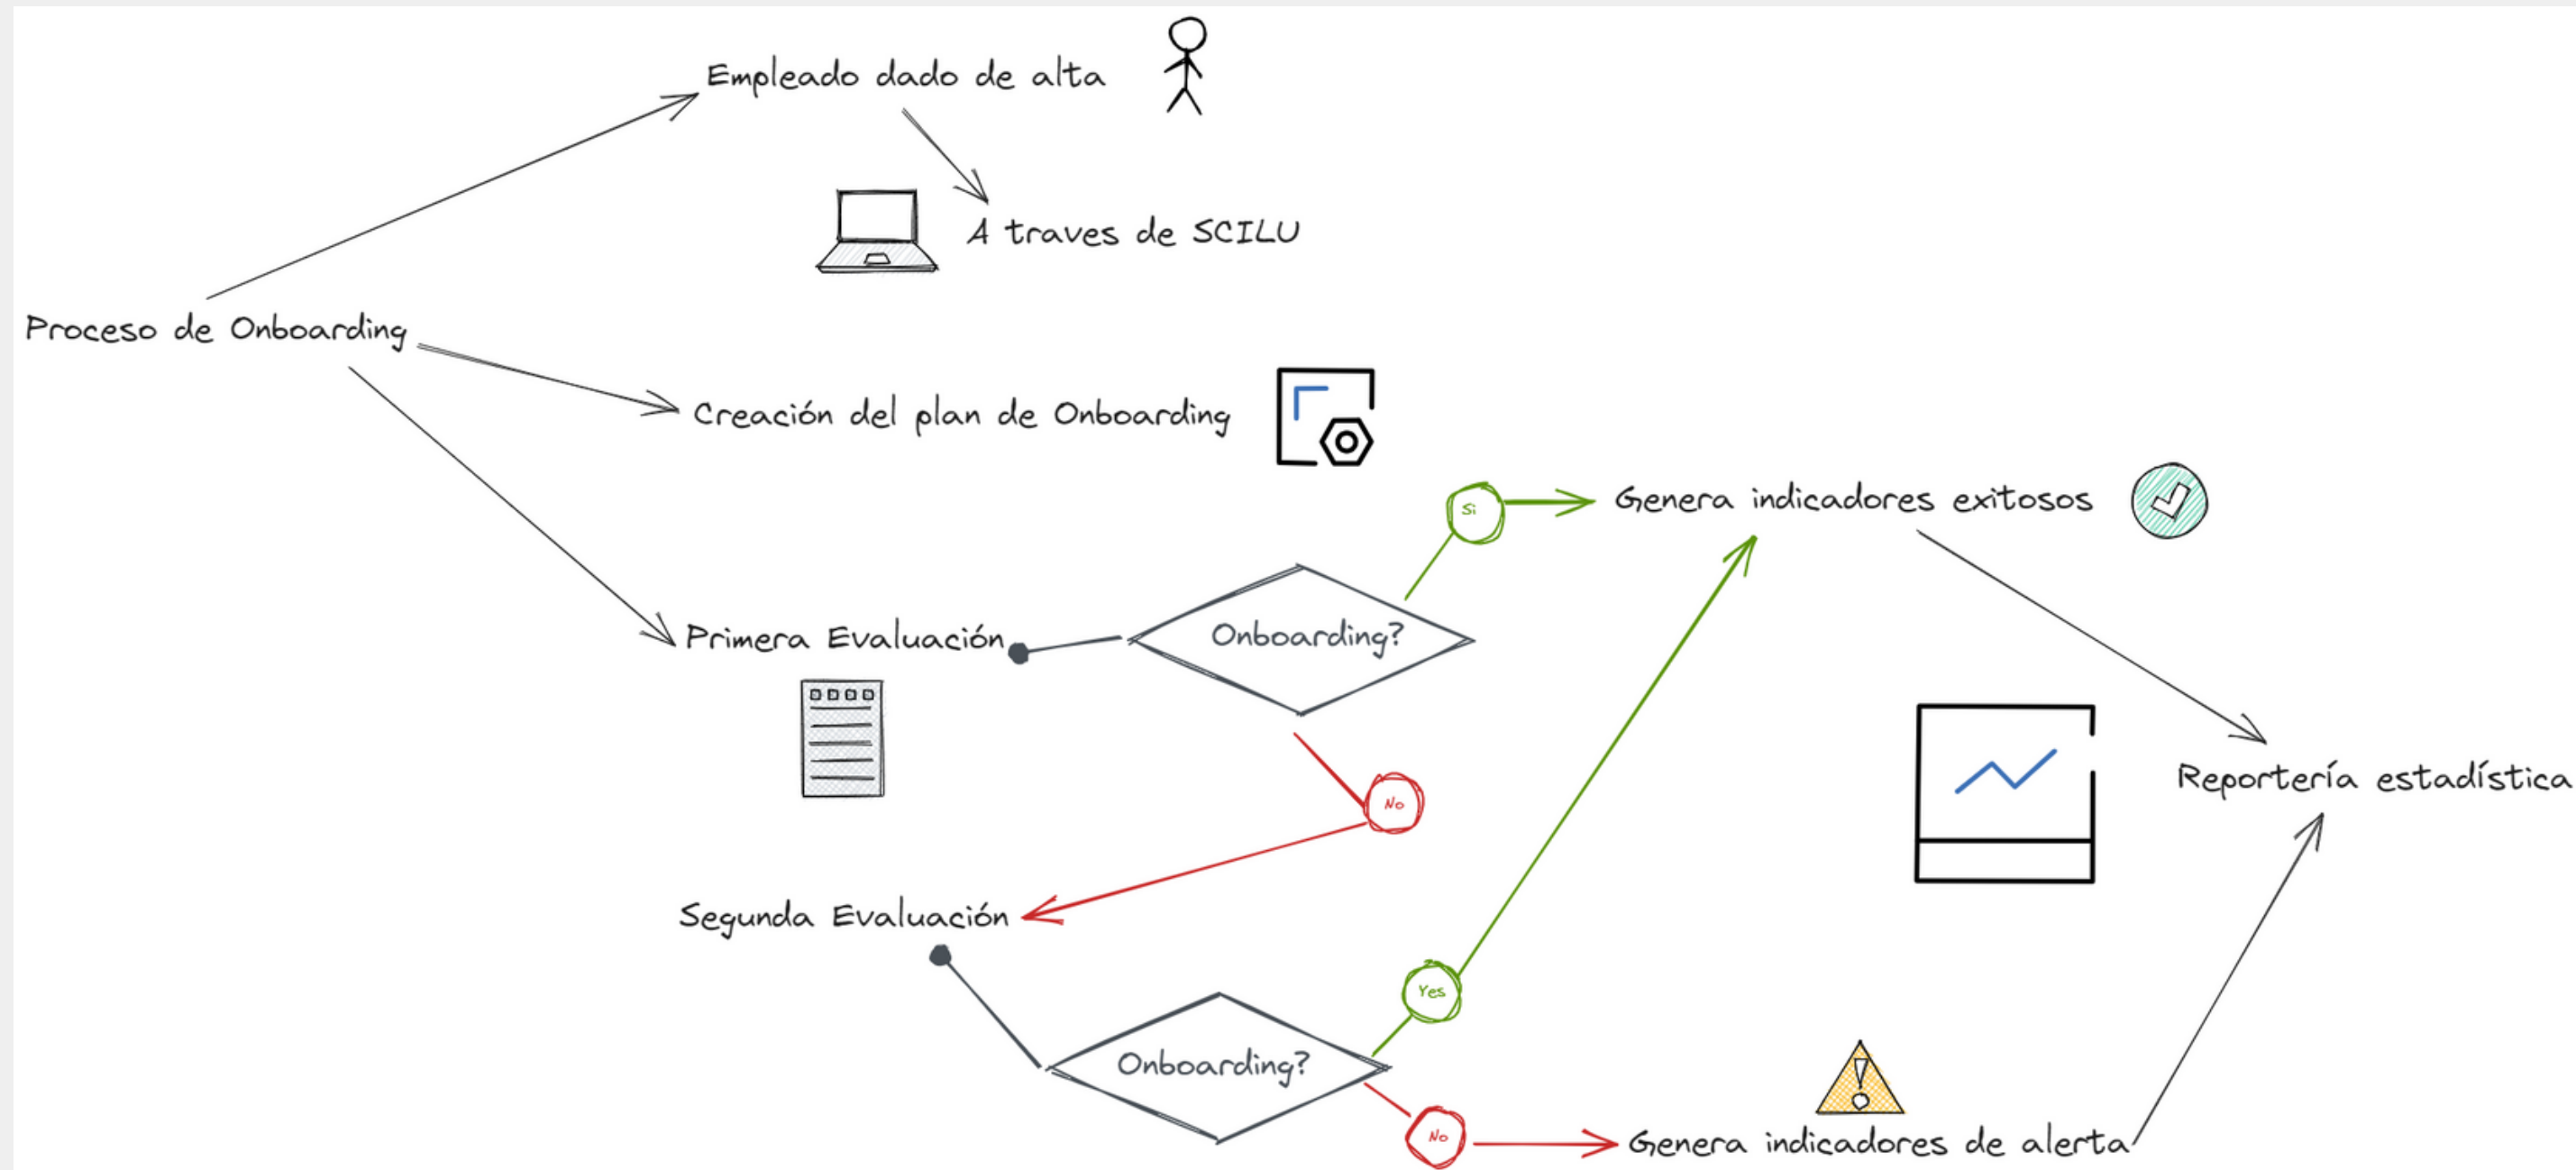 Empleado dado de alta
A traves de SCILU
Proceso de Onboarding
Creación del plan de Onboarding
Si
Genera indicadores exitosos
Primera Evaluación
Onboarding?
No
Reportería estadística
Segunda Evaluación
Yes
Onboarding?
No
Genera indicadores de alerta